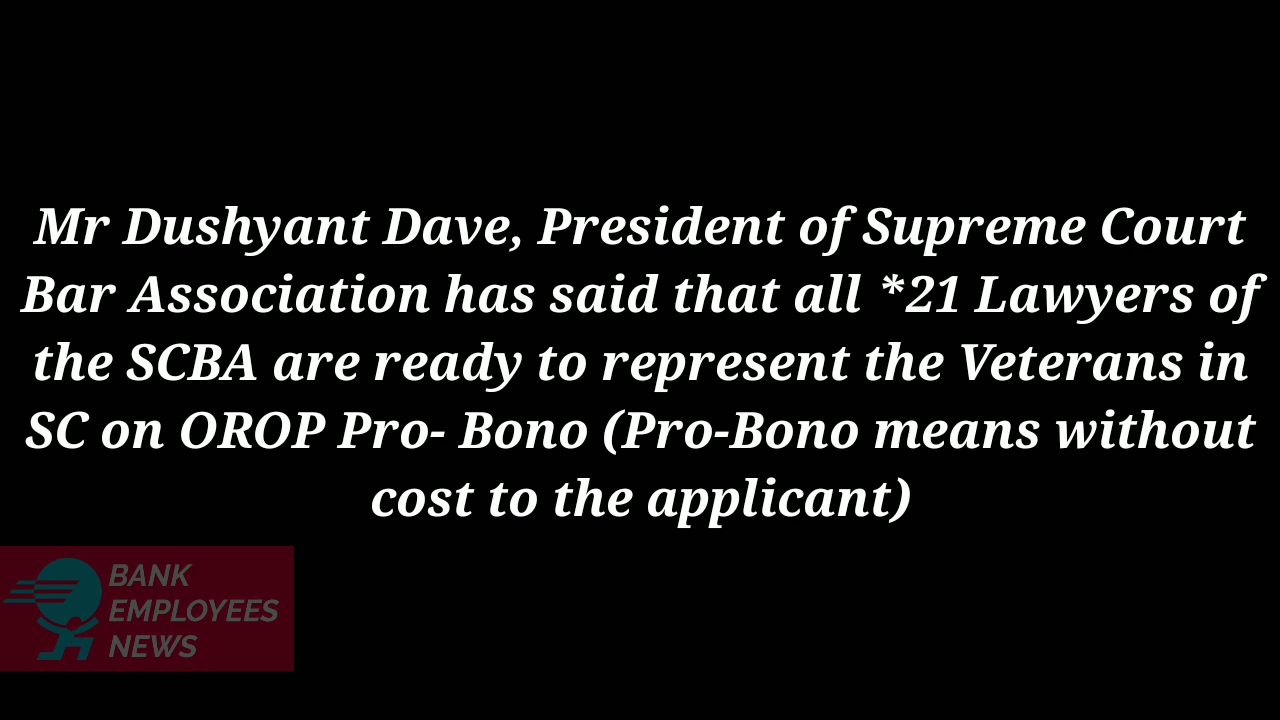 Mr Dushyant Dave, President of Supreme Court
Bar Association has said that all *21 Lawyers of
the SCBA are ready to represent the Veterans in
SC on OROP Pro- Bono (Pro-Bono means without
cost to the applicant)
BANK
EMPLOYEES
NEWS